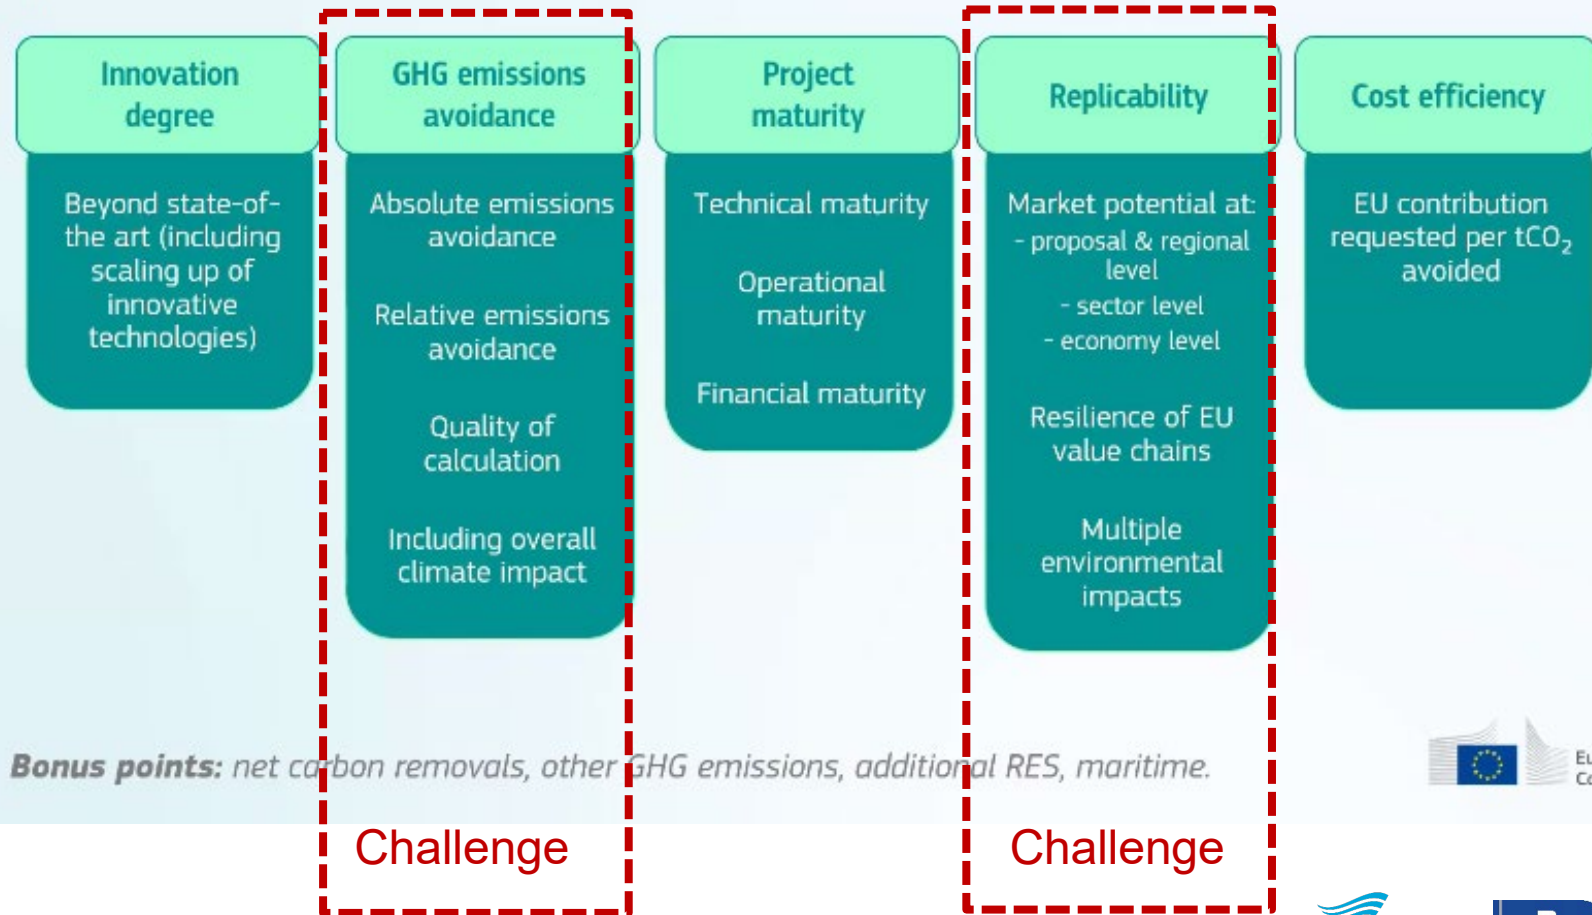 Innovation
degree
Beyond state-of-
the art (including
scaling up of
innovative
technologies)
GHG emissions
avoidance
Absolute emissions
avoidance
Relative emissions
avoidance
Quality of
calculation
Including overall
climate impact
Project
maturity
Technical maturity
Operational
maturity
Financial maturity
Replicability
Market potential at:
- proposal & regional
level
- sector level
- economy level
Resilience of EU
value chains
Multiple
environmental
impacts
Cost efficiency
EU contribution
requested per tCO₂
avoided
Bonus points: net carbon removals, other GHG emissions, additional RES, maritime.
Challenge
Challenge